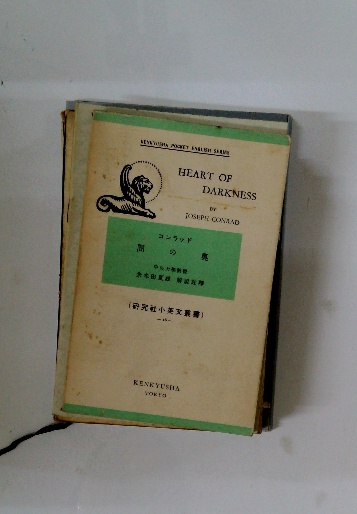 KENKYUSHA POCKET ENGLISH SERIES
HEART OF
DARKNESS
BY
JOSEPH CONRAD
コンラッド
闇の奥
(研究社小英文叢書)
KENKYUSHA
TOKYO